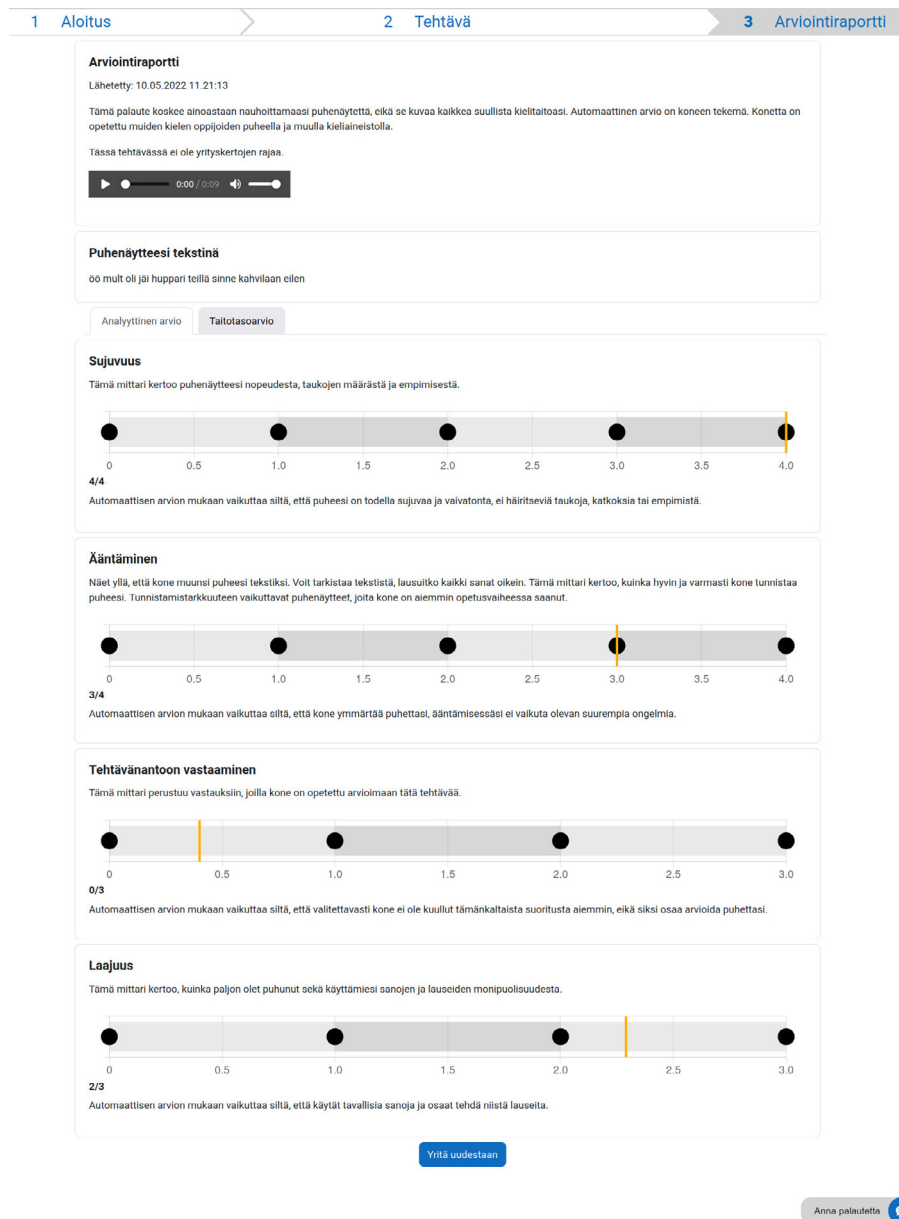 1 Aloitus 2 Tehtävä 3 Arviointiraportti
Arviointiraportti
Lähetetty: 10.05.2022 11.21:13
Tämä palaute koskee ainoastaan nauhoittamaasi puhenäytettä, eikä se kuvaa kaikkea suullista kielitaitoasi. Automaattinen arvio on koneen tekemä. Konetta on
opetettu muiden kielen oppijoiden puheella ja muulla kieliaineistolla.
Tässä tehtävässä ei ole yrityskertojen rajaa.
0:00 / 0:09
Puhenäytteesi tekstinä
öö mult oli jäi huppari teillä sinne kahvilaan eilen
Analyyttinen arvio Taitotasoarvio
Sujuvuus
Tämä mittari kertoo puhenäytteesi nopeudesta, taukojen määrästä ja empimisestä.
0 0.5 1.0 1.5 2.0 2.5 3.0 3.5 4.0
4/4
Automaattisen arvion mukaan vaikuttaa siltä, että puheesi on todella sujuvaa ja vaivatonta, ei häiritseviä taukoja, katkoksia tai empimistä.
Ääntäminen
Näet yllä, että kone muunsi puheesi tekstiksi. Voit tarkistaa tekstistä, lausuitko kaikki sanat oikein. Tämä mittari kertoo, kuinka hyvin ja varmasti kone tunnistaa
puheesi. Tunnistamistarkkuuteen vaikuttavat puhenäytteet, joita kone on aiemmin opetusvaiheessa saanut.
0 0.5 1.0 1.5 2.0 2.5 3.0 3.5 4.0
3/4
Automaattisen arvion mukaan vaikuttaa siltä, että kone ymmärtää puhettasi, ääntämisessäsi ei vaikuta olevan suurempia ongelmia.
Tehtävänantoon vastaaminen
Tämä mittari perustuu vastauksiin, joilla kone on opetettu arvioimaan tätä tehtävää.
0 0.5 1.0 1.5 2.0 2.5 3.0
0/3
Automaattisen arvion mukaan vaikuttaa siltä, että valitettavasti kone ei ole kuullut tämänkaltaista suoritusta aiemmin, eikä siksi osaa arvioida puhettasi.
Laajuus
Tämä mittari kertoo, kuinka paljon olet puhunut sekä käyttämiesi sanojen ja lauseiden monipuolisuudesta.
0 0.5 1.0 1.5 2.0 2.5 3.0
2/3
Automaattisen arvion mukaan vaikuttaa siltä, että käytät tavallisia sanoja ja osaat tehdä niistä lauseita.
Yritä uudestaan
Anna palautetta